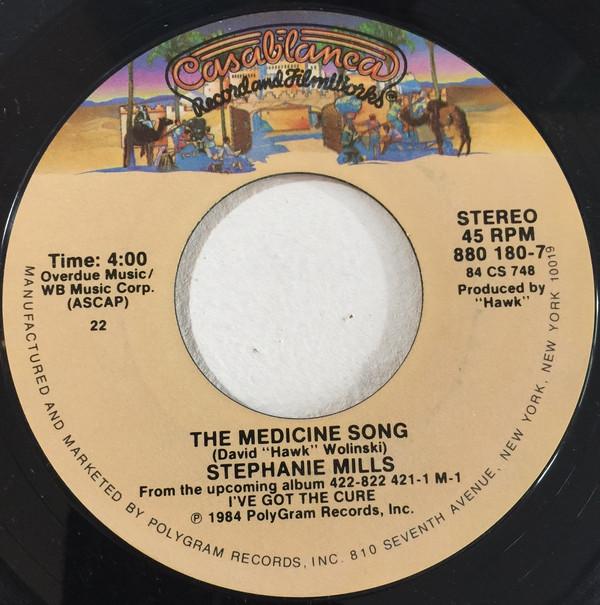 Casablanca
Record and FilmWorks®
STEREO
45 RPM
880 180-7
84 CS 748
Produced by
"Hawk"
Time: 4:00
Overdue Music/
WB Music Corp.
(ASCAP)
22
THE MEDICINE SONG
(David "Hawk" Wolinski)
STEPHANIE MILLS
From the upcoming album 422-822 421-1 M-1
I'VE GOT THE CURE
℗ 1984 PolyGram Records, Inc.
MANUFACTURED AND MARKETED BY POLYGRAM RECORDS, INC. 810 SEVENTH AVENUE, NEW YORK, NEW YORK 10019